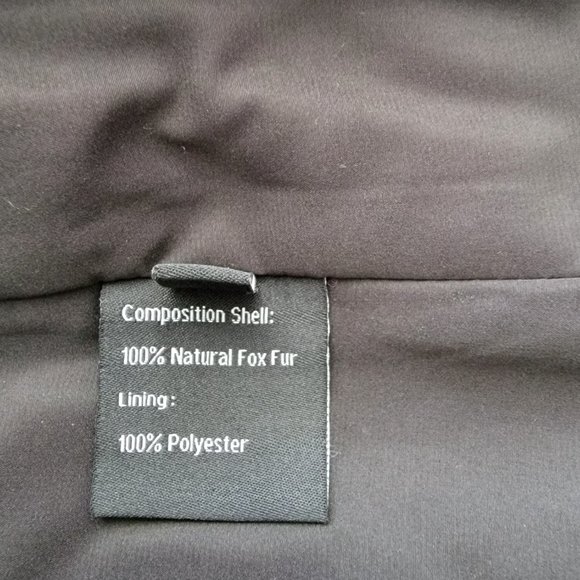 Composition Shell:
100% Natural Fox Fur
Lining:
100% Polyester